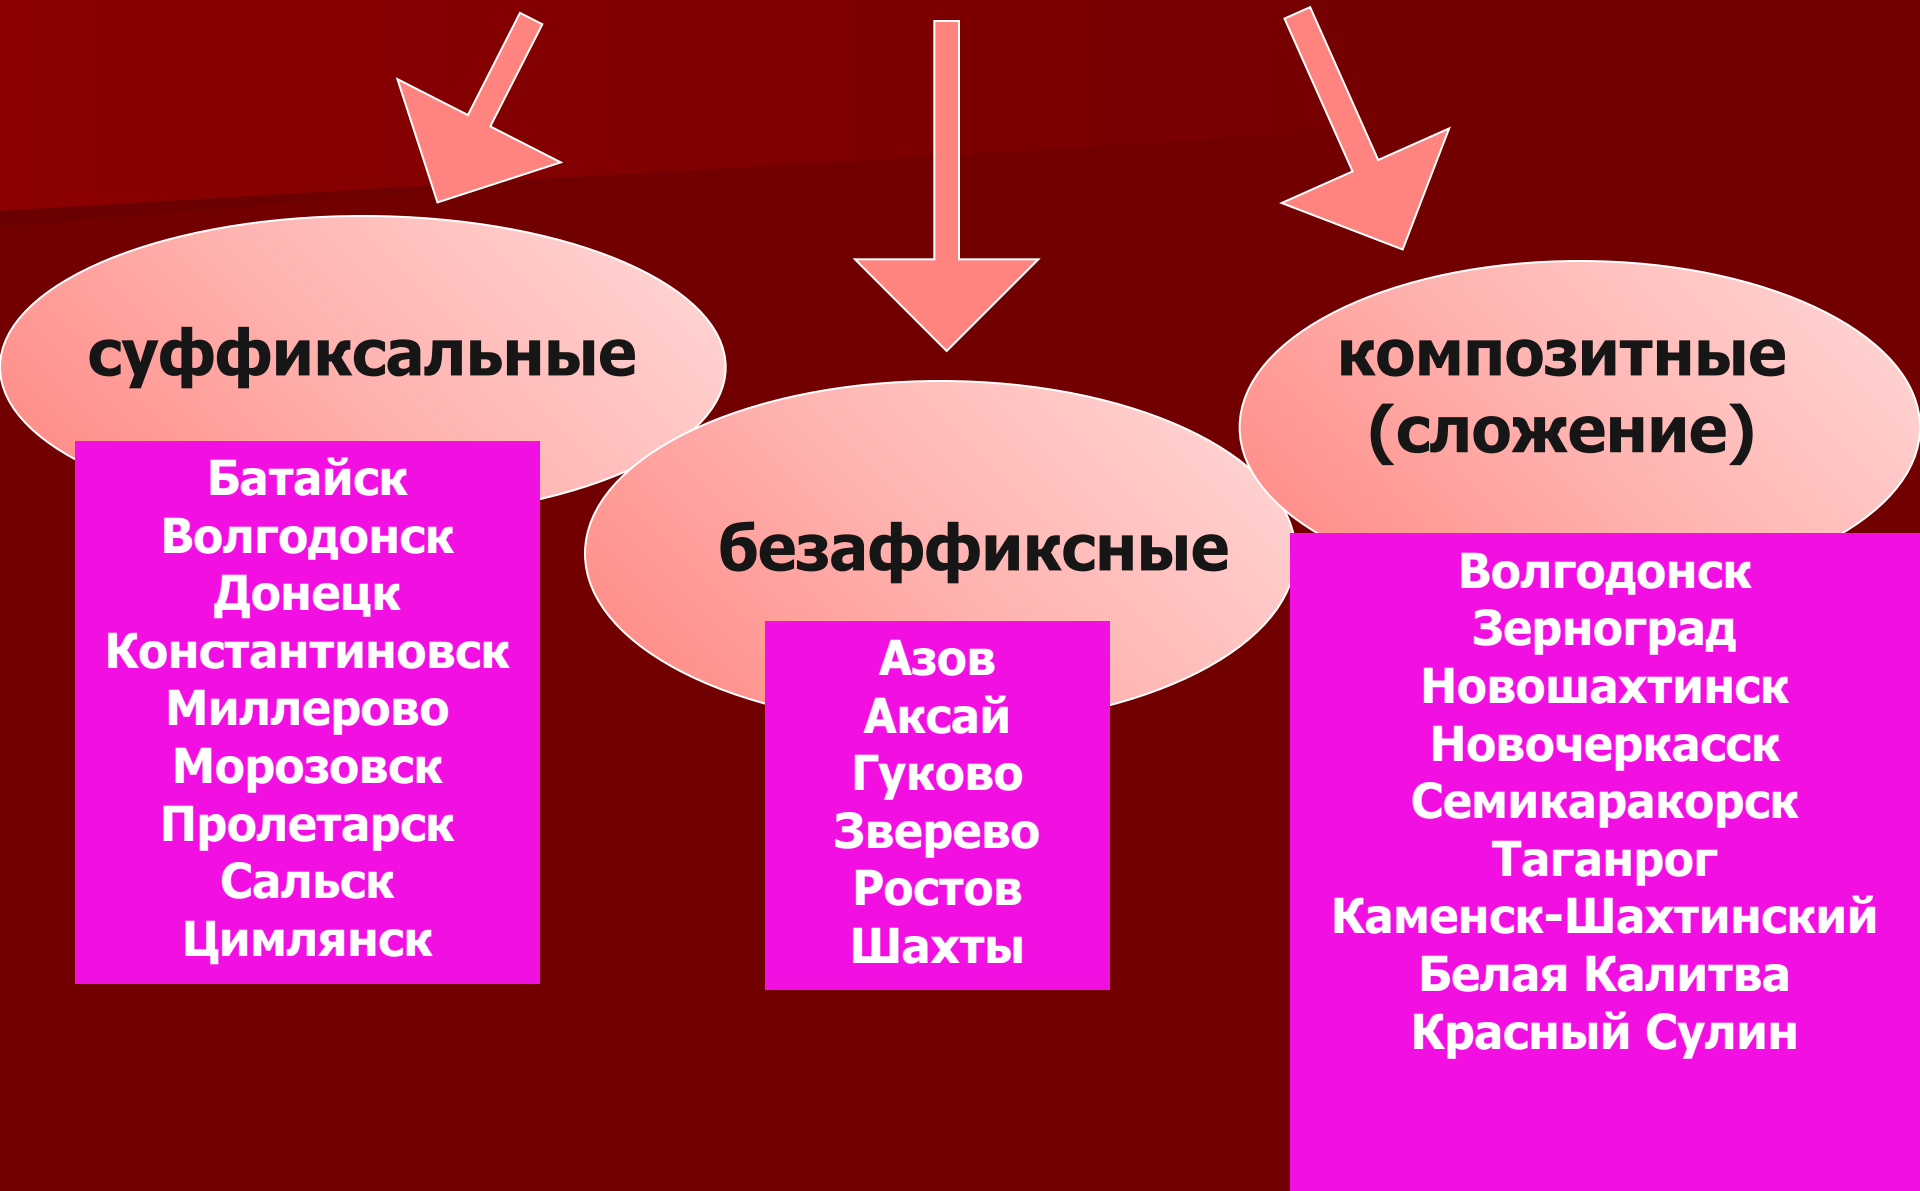 суффиксальные
Батайск
Волгодонск
Донецк
Константиновск
Миллерово
Морозовск
Пролетарск
Сальск
Цимлянск
безаффиксные
Азов
Аксай
Гуково
Зверево
Ростов
Шахты
композитные
(сложение)
Волгодонск
Зерноград
Новошахтинск
Новочеркасск
Семикаракорск
Таганрог
Каменск-Шахтинский
Белая Калитва
Красный Сулин